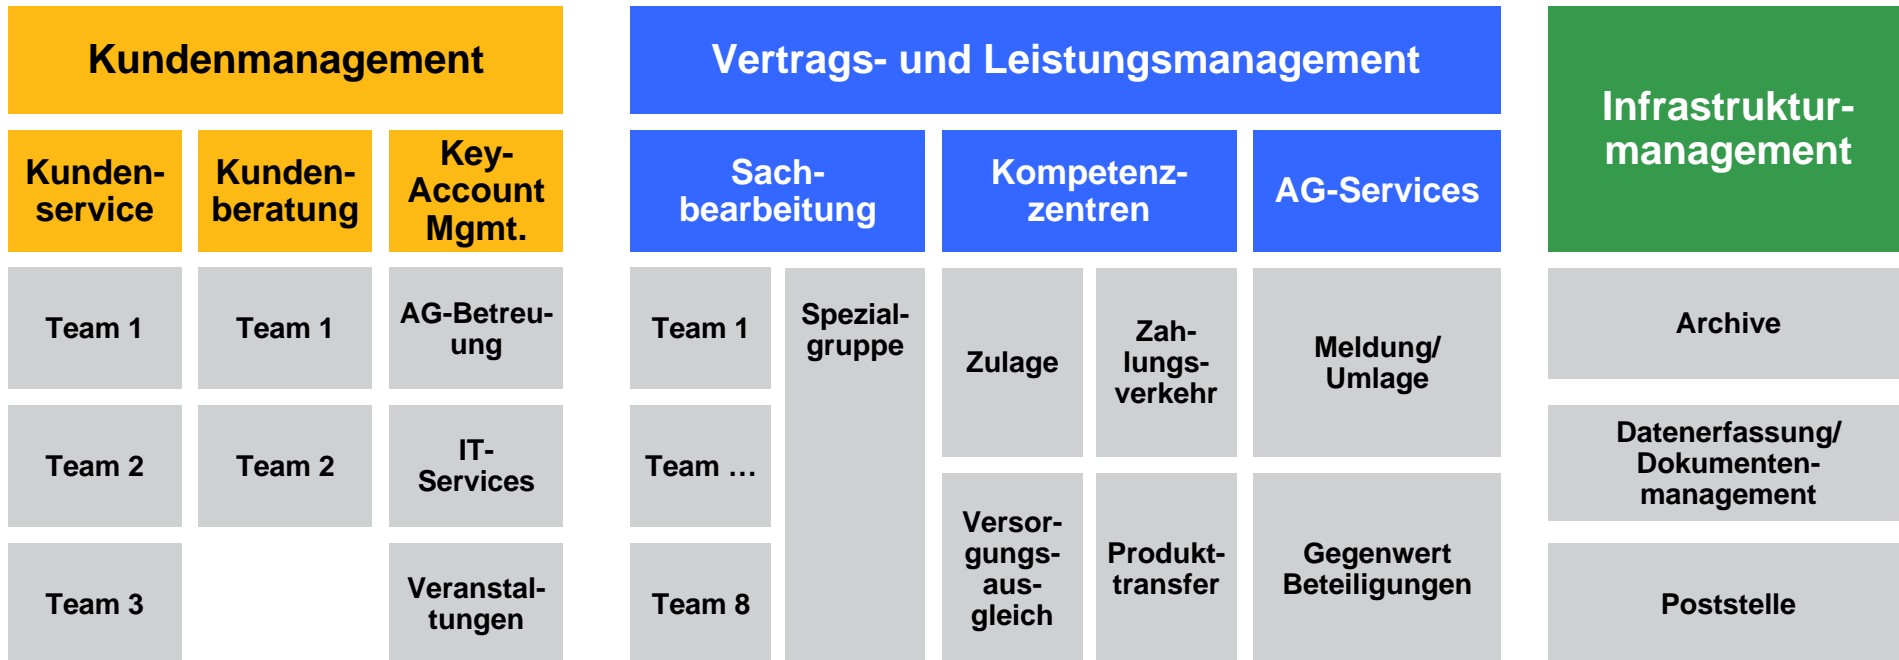 Kundenmanagement
Kunden-
service
Kunden-
beratung
Key-
Account
Mgmt.
Team 1
Team 2
Team 3
Team 1
Team 2
AG-Betreu-
ung
IT-
Services
Veranstal-
tungen
Vertrags- und Leistungsmanagement
Sach-
bearbeitung
Kompetenz-
zentren
AG-Services
Team 1
Team …
Team 8
Spezial-
gruppe
Zulage
Zah-
lungs-
verkehr
Versor-
gungs-
aus-
gleich
Produkt-
transfer
Meldung/
Umlage
Gegenwert
Beteiligungen
Infrastruktur-
management
Archive
Datenerfassung/
Dokumenten-
management
Poststelle